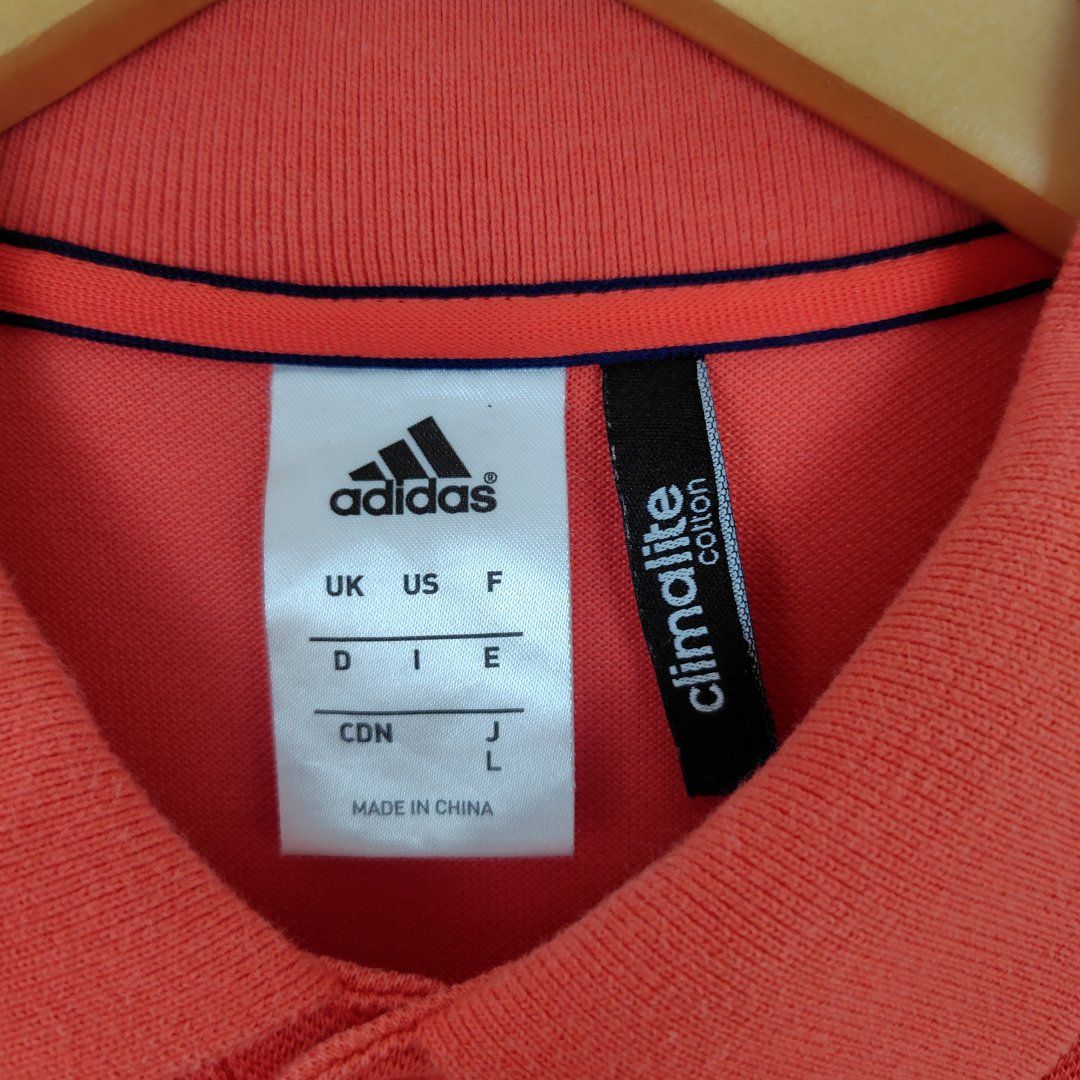 adidas®
UK US F
D I E
CDN J
L
MADE IN CHINA
climalite
cotton